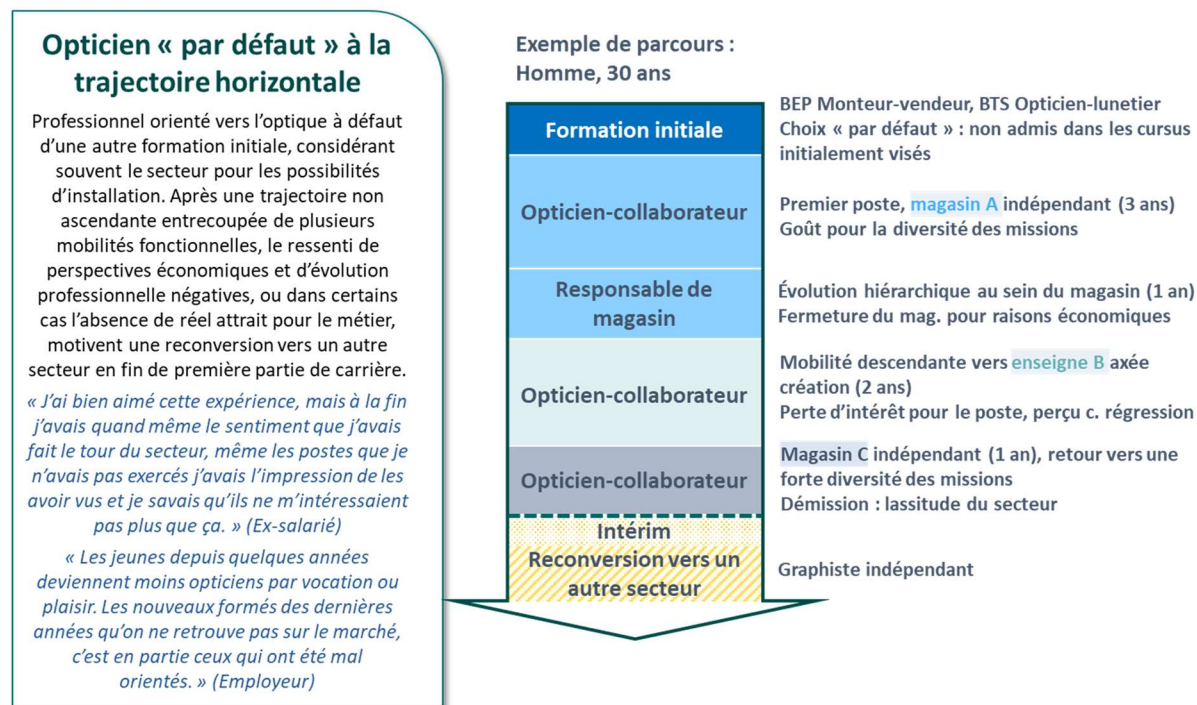 Opticien « par défaut » à la
trajectoire horizontale
Professionnel orienté vers l’optique à défaut
d’une autre formation initiale, considérant
souvent le secteur pour les possibilités
d’installation. Après une trajectoire non
ascendante entrecoupée de plusieurs
mobilités fonctionnelles, le ressenti de
perspectives économiques et d’évolution
professionnelle négatives, ou dans certains
cas l’absence de réel attrait pour le métier,
motivent une reconversion vers un autre
secteur en fin de première partie de carrière.
« J’ai bien aimé cette expérience, mais à la fin
j’avais quand même le sentiment que j’avais
fait le tour du secteur, même les postes que je
n’avais pas exercés j’avais l’impression de les
avoir vus et je savais qu’ils ne m’intéressaient
pas plus que ça. » (Ex-salarié)
« Les jeunes depuis quelques années
deviennent moins opticiens par vocation ou
plaisir. Les nouveaux formés des dernières
années qu’on ne retrouve pas sur le marché,
c’est en partie ceux qui ont été mal
orientés. » (Employeur)
Exemple de parcours :
Homme, 30 ans
Formation initiale
BEP Monteur-vendeur, BTS Opticien-lunetier
Choix « par défaut » : non admis dans les cursus
initialement visés
Opticien-collaborateur
Premier poste, magasin A indépendant (3 ans)
Goût pour la diversité des missions
Responsable de
magasin
Évolution hiérarchique au sein du magasin (1 an)
Fermeture du mag. pour raisons économiques
Opticien-collaborateur
Mobilité descendante vers enseigne B axée
création (2 ans)
Perte d’intérêt pour le poste, perçu c. régression
Opticien-collaborateur
Magasin C indépendant (1 an), retour vers une
forte diversité des missions
Démission : lassitude du secteur
Intérim
Reconversion vers un
autre secteur
Graphiste indépendant